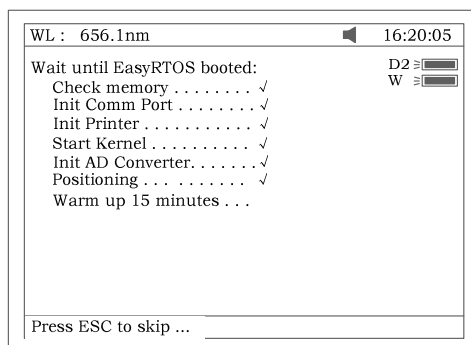 WL : 656.1nm 16:20:05
Wait until EasyRTOS booted: D2
Check memory . . . . . . . . √ W
Init Comm Port . . . . . . . . √
Init Printer . . . . . . . . . . . √
Start Kernel . . . . . . . . . . √
Init AD Converter. . . . . . . √
Positioning . . . . . . . . . . √
Warm up 15 minutes . . .
Press ESC to skip ...